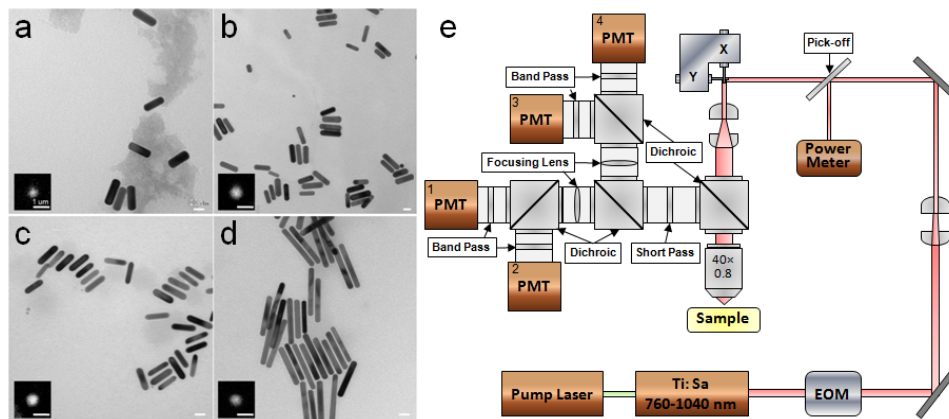 a
b
c
d
e
1 um
4
PMT
Band Pass
3
PMT
Focusing Lens
1
PMT
Band Pass
2
PMT
Dichroic
Dichroic
Short Pass
X
Y
Pick-off
Power
Meter
40×
0.8
Sample
Pump Laser
Ti: Sa
760-1040 nm
EOM